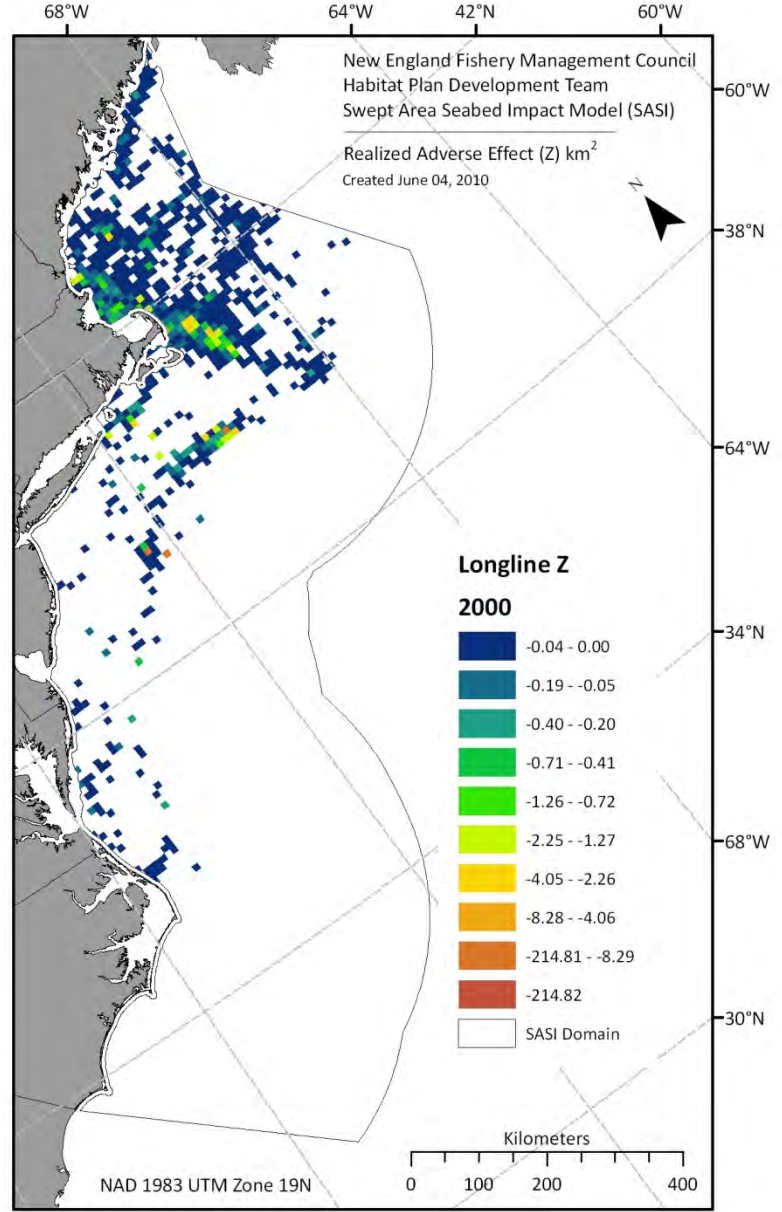 68°W
64°W
42°N
60°W
New England Fishery Management Council
Habitat Plan Development Team
Swept Area Seabed Impact Model (SASI)
Realized Adverse Effect (Z) km²
Created June 04, 2010
N
60°W
38°N
64°W
34°N
68°W
30°N
Longline Z
2000
-0.04 - 0.00
-0.19 - -0.05
-0.40 - -0.20
-0.71 - -0.41
-1.26 - -0.72
-2.25 - -1.27
-4.05 - -2.26
-8.28 - -4.06
-214.81 - -8.29
-214.82
SASI Domain
Kilometers
0 100 200 300 400
NAD 1983 UTM Zone 19N